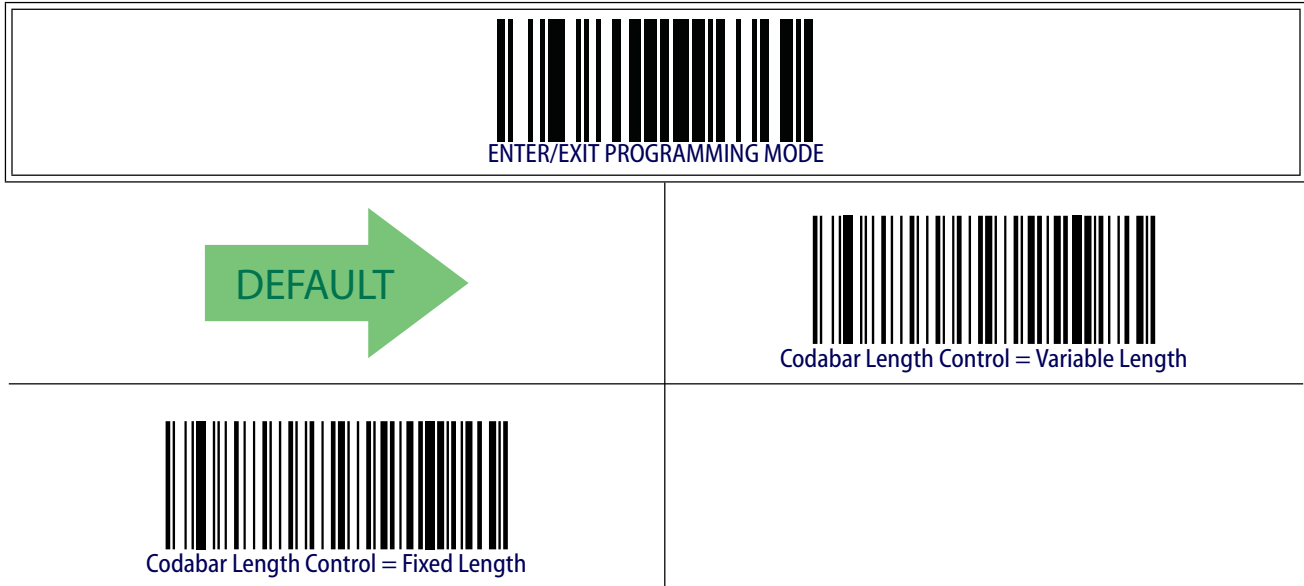 ENTER/EXIT PROGRAMMING MODE
DEFAULT
Codabar Length Control = Variable Length
Codabar Length Control = Fixed Length